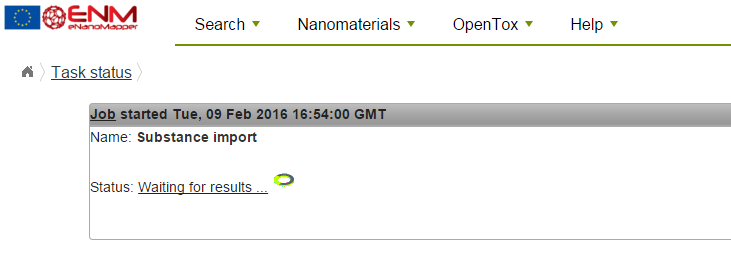 ENM
eNanoMapper
Search ▼ Nanomaterials ▼ OpenTox ▼ Help ▼
Task status
Job started Tue, 09 Feb 2016 16:54:00 GMT
Name: Substance import
Status: Waiting for results ...